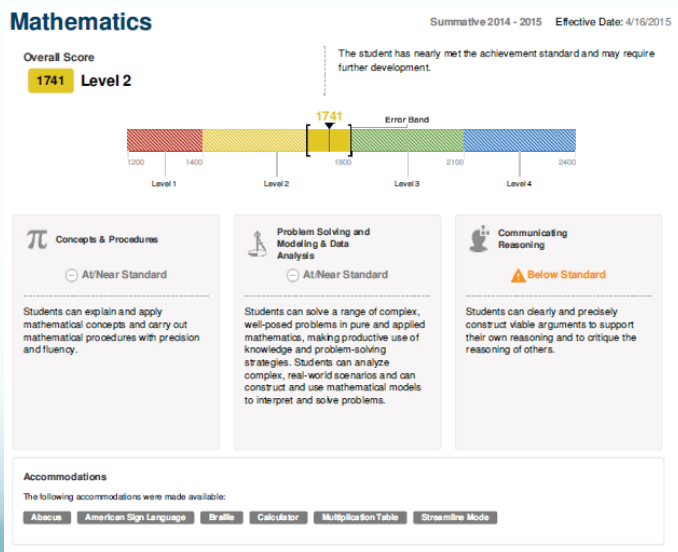 Mathematics
Summative 2014 - 2015 Effective Date: 4/16/2015
Overall Score
1741 Level 2
The student has nearly met the achievement standard and may require
further development.
1741
Error Band
1200 1400 1800 2100 2400
Level 1 Level 2 Level 3 Level 4
Concepts & Procedures
At/Near Standard
Students can explain and apply
mathematical concepts and carry out
mathematical procedures with precision
and fluency.
Problem Solving and
Modeling & Data
Analysis
At/Near Standard
Students can solve a range of complex,
well-posed problems in pure and applied
mathematics, making productive use of
knowledge and problem-solving
strategies. Students can analyze
complex, real-world scenarios and can
construct and use mathematical models
to interpret and solve problems.
Communicating
Reasoning
Below Standard
Students can clearly and precisely
construct viable arguments to support
their own reasoning and to critique the
reasoning of others.
Accommodations
The following accommodations were made available:
Abacus American Sign Language Braille Calculator Multiplication Table Streamline Mode